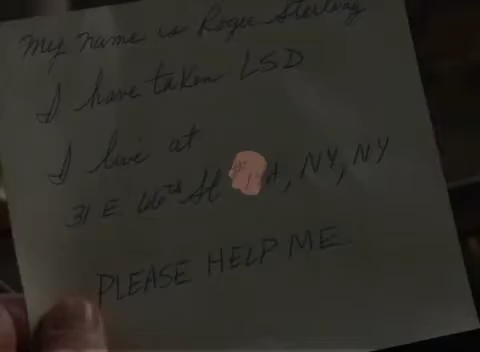 My name is Roger Sterling
I have taken LSD
I live at
31 E 66th St NY, NY
PLEASE HELP ME